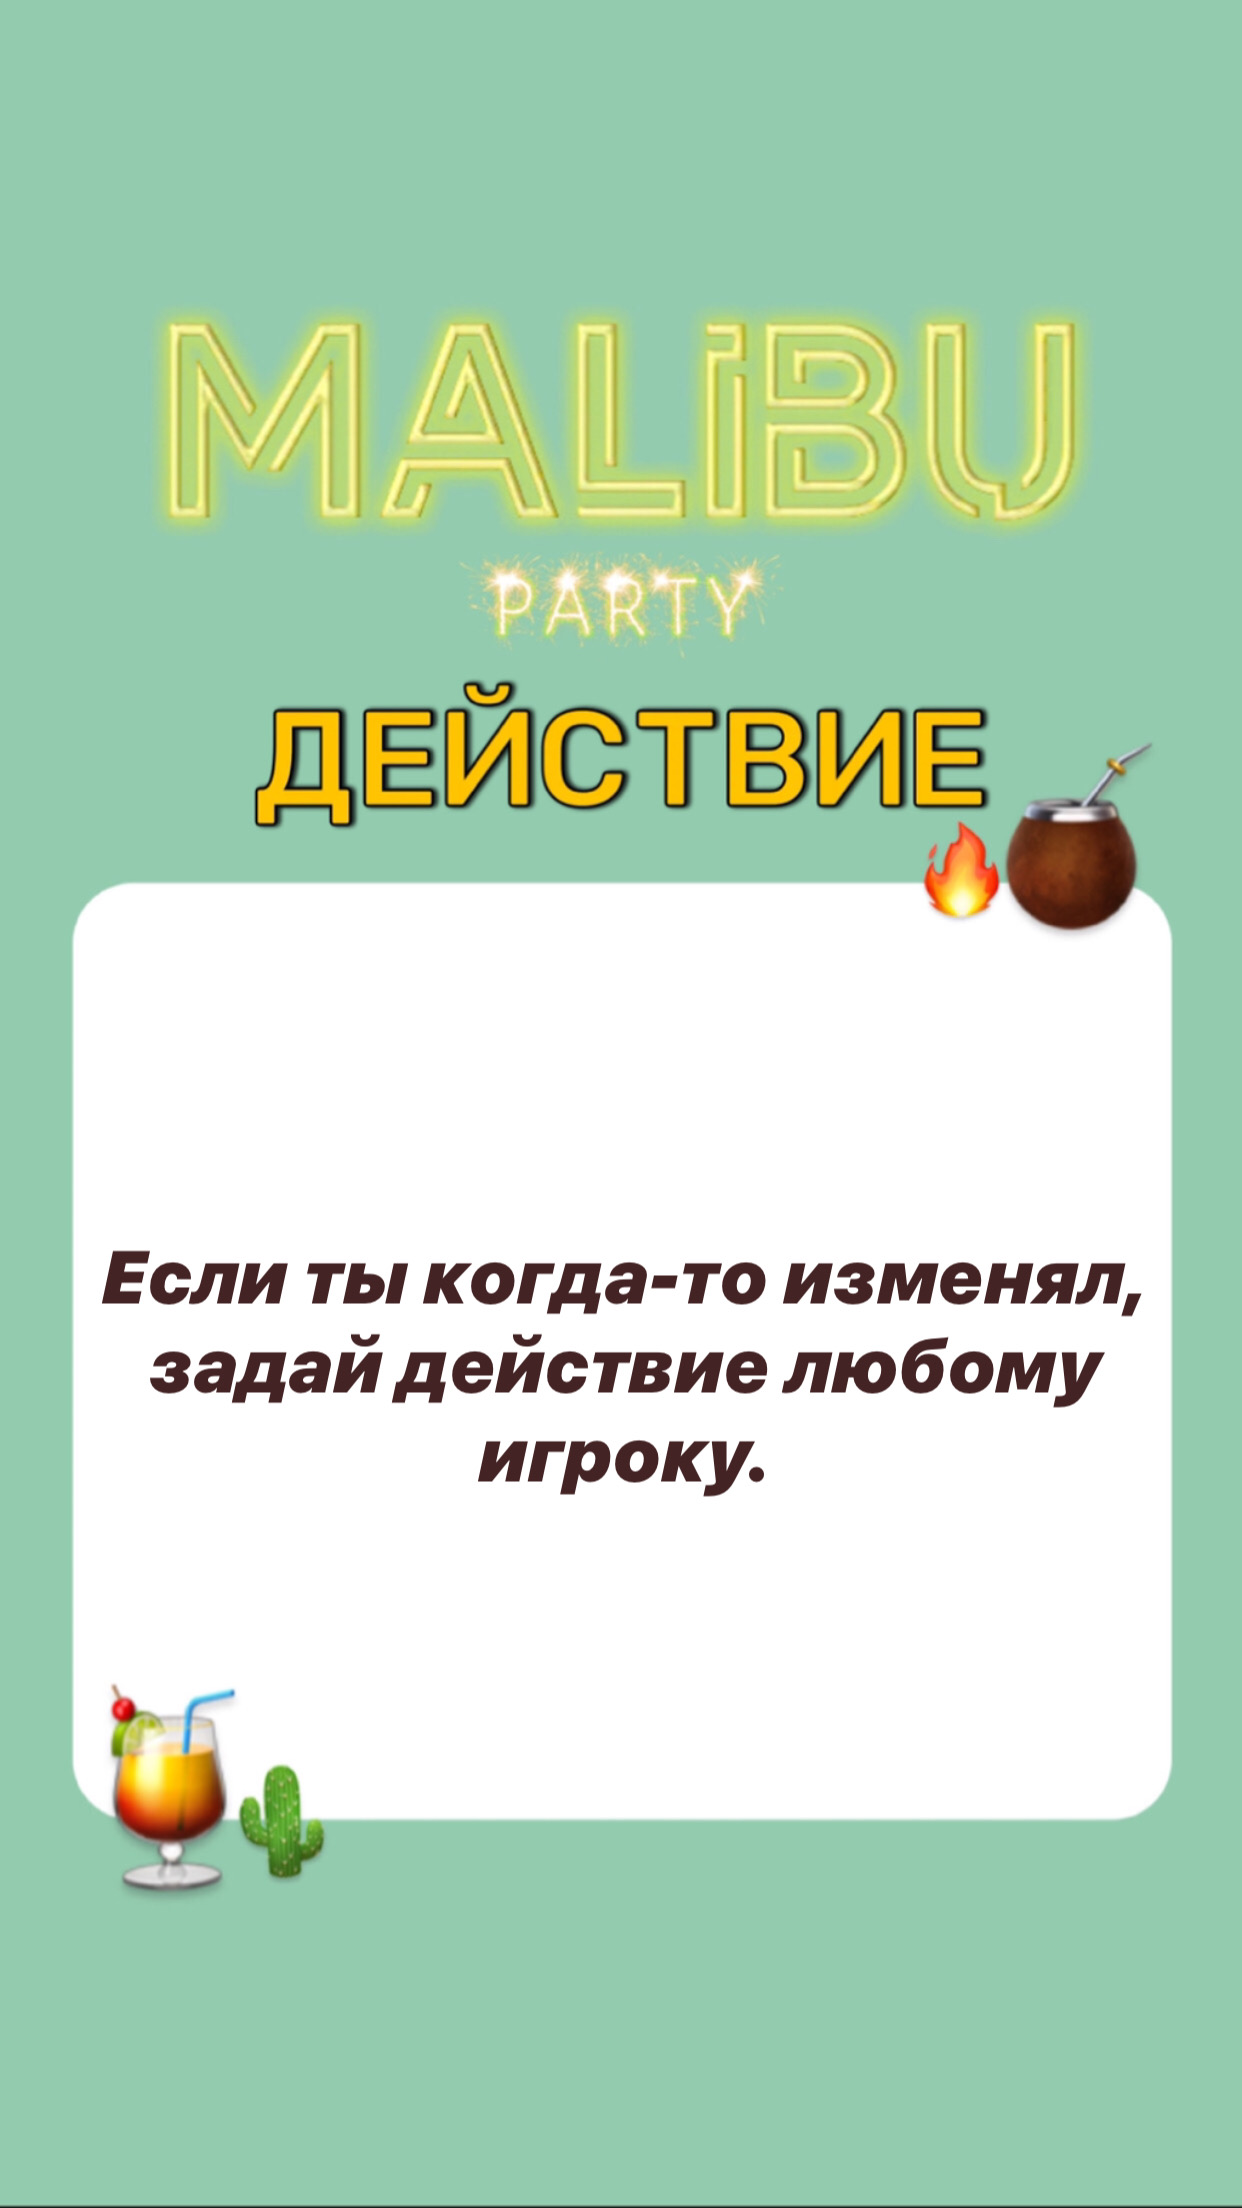 MALiBU
PARTY
ДЕЙСТВИЕ
Если ты когда-то изменял,
задай действие любому
игроку.